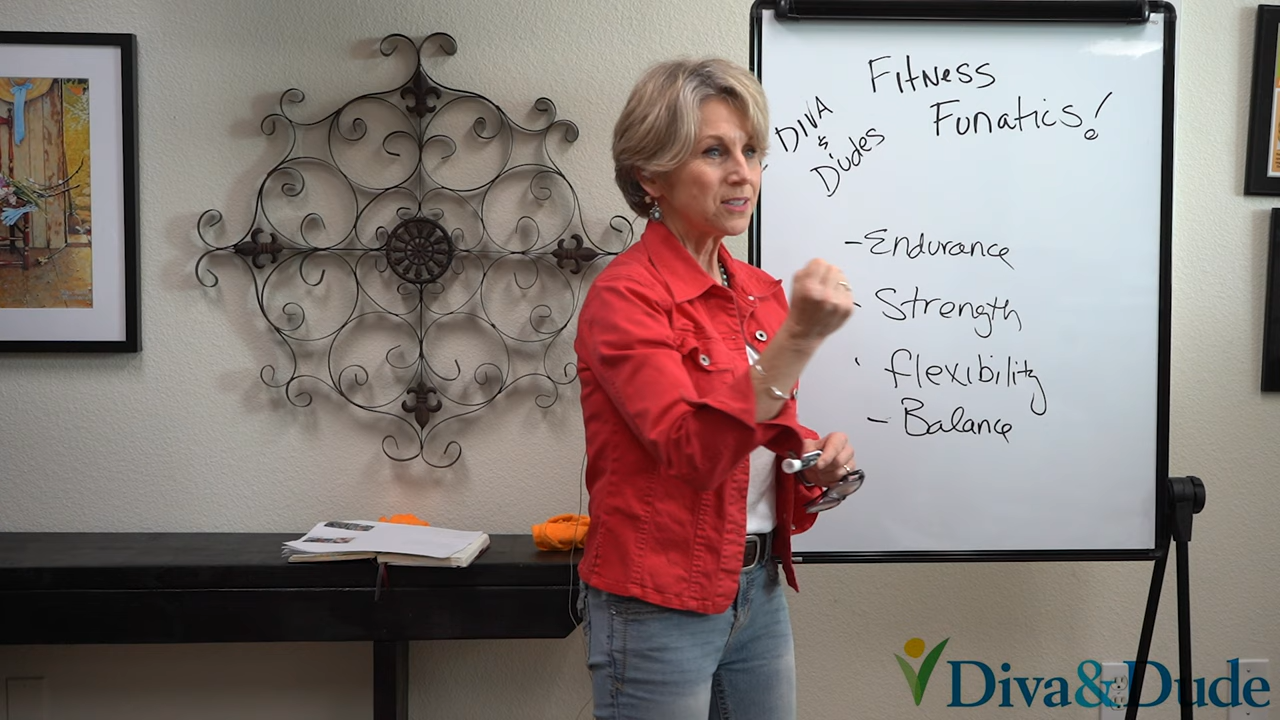 Fitness
Funatics!
DIVA
&
Dudes
-Endurance
- Strength
· flexibility
- Balance
Diva&Dude